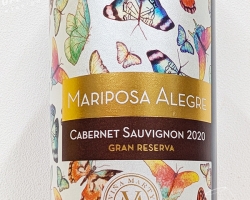 MARIPOSA ALEGRE
CABERNET SAUVIGNON 2020
GRAN RESERVA